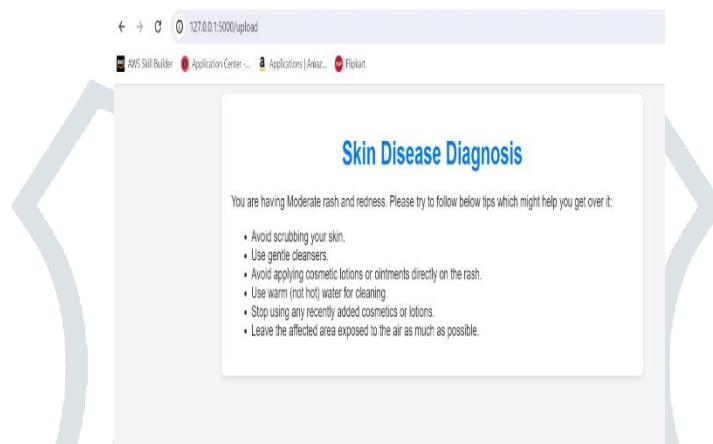 127.0.0.1:5000/upload
AWS Skill Builder Application Center -... Applications | Amaz... Flipkart
Skin Disease Diagnosis
You are having Moderate rash and redness. Please try to follow below tips which might help you get over it:
• Avoid scrubbing your skin.
• Use gentle cleansers.
• Avoid applying cosmetic lotions or ointments directly on the rash.
• Use warm (not hot) water for cleaning.
• Stop using any recently added cosmetics or lotions.
• Leave the affected area exposed to the air as much as possible.